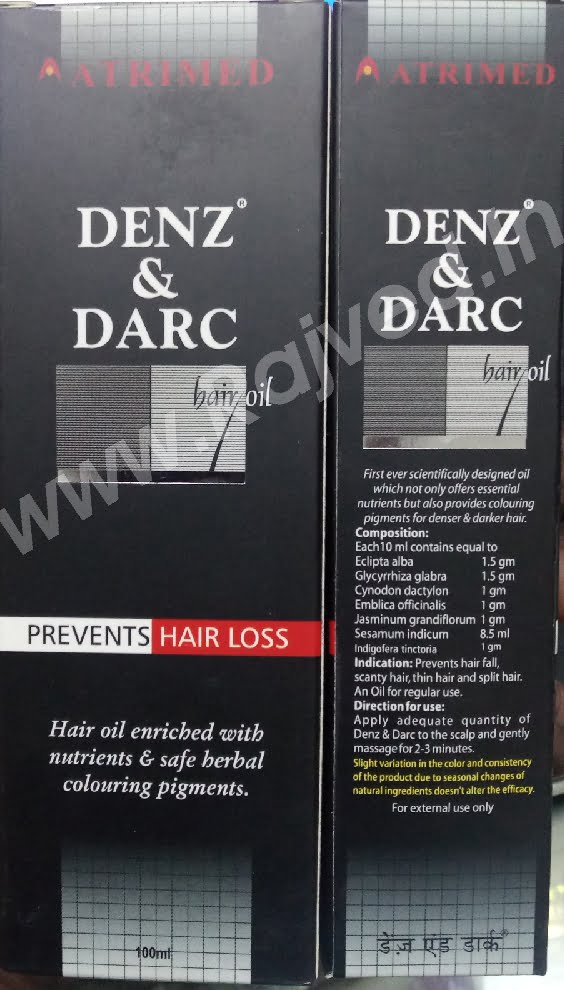 ATRIMED
DENZ®
&
DARC
hair oil
PREVENTS HAIR LOSS
Hair oil enriched with
nutrients & safe herbal
colouring pigments.
100ml
ATRIMED
DENZ®
&
DARC
hair oil
First ever scientifically designed oil
which not only offers essential
nutrients but also provides colouring
pigments for denser & darker hair.
Composition:
Each10 ml contains equal to
Eclipta alba 1.5 gm
Glycyrrhiza glabra 1.5 gm
Cynodon dactylon 1 gm
Emblica officinalis 1 gm
Jasminum grandiflorum 1 gm
Sesamum indicum 8.5 ml
Indigofera tinctoria 1 gm
Indication: Prevents hair fall,
scanty hair, thin hair and split hair.
An Oil for regular use.
Direction for use:
Apply adequate quantity of
Denz & Darc to the scalp and gently
massage for 2-3 minutes.
Slight variation in the color and consistency
of the product due to seasonal changes of
natural ingredients doesn't alter the efficacy.
For external use only
डेंज़ एंड डार्क®
www.Rajvog.in